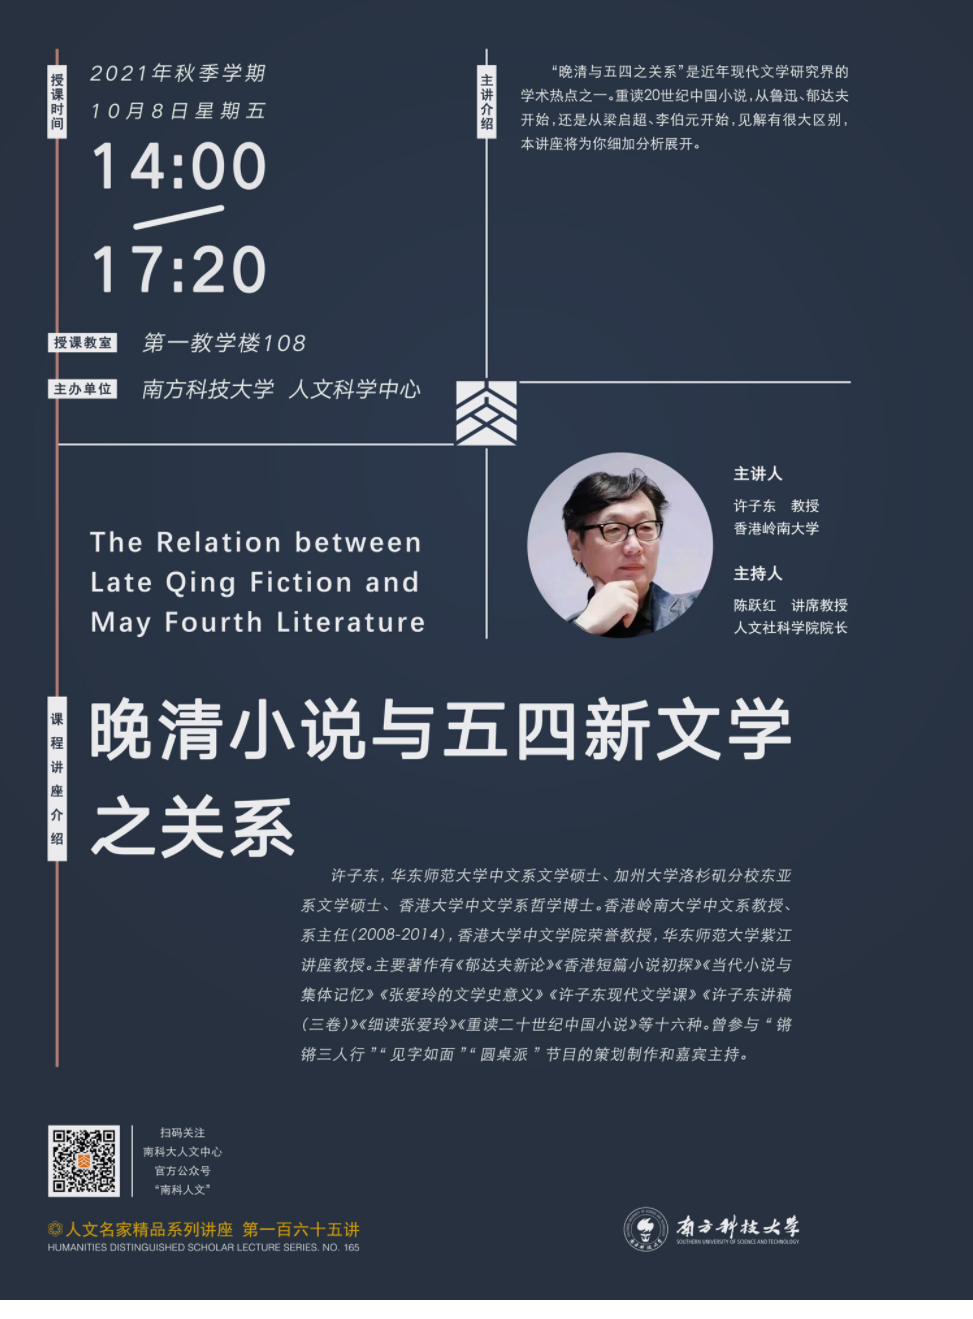 授课时间
2021年秋季学期
10月8日星期五
14:00
17:20
授课教室
第一教学楼108
主办单位
南方科技大学 人文科学中心
主讲介绍
“晚清与五四之关系”是近年现代文学研究界的
学术热点之一。重读20世纪中国小说，从鲁迅、郁达夫
开始，还是从梁启超、李伯元开始，见解有很大区别，
本讲座将为你细加分析展开。
主讲人
许子东 教授
香港岭南大学
主持人
陈跃红 讲席教授
人文社科学院院长
The Relation between
Late Qing Fiction and
May Fourth Literature
课程讲座介绍
晚清小说与五四新文学
之关系
许子东，华东师范大学中文系文学硕士、加州大学洛杉矶分校东亚
系文学硕士、香港大学中文学系哲学博士。香港岭南大学中文系教授、
系主任（2008-2014），香港大学中文学院荣誉教授，华东师范大学紫江
讲座教授。主要著作有《郁达夫新论》《香港短篇小说初探》《当代小说与
集体记忆》《张爱玲的文学史意义》《许子东现代文学课》《许子东讲稿
（三卷）》《细读张爱玲》《重读二十世纪中国小说》等十六种。曾参与“锵
锵三人行”“见字如面”“圆桌派”节目的策划制作和嘉宾主持。
扫码关注
南科大人文中心
官方公众号
“南科人文”
人文名家精品系列讲座 第一百六十五讲
HUMANITIES DISTINGUISHED SCHOLAR LECTURE SERIES. NO. 165
南方科技大学
SOUTHERN UNIVERSITY OF SCIENCE AND TECHNOLOGY